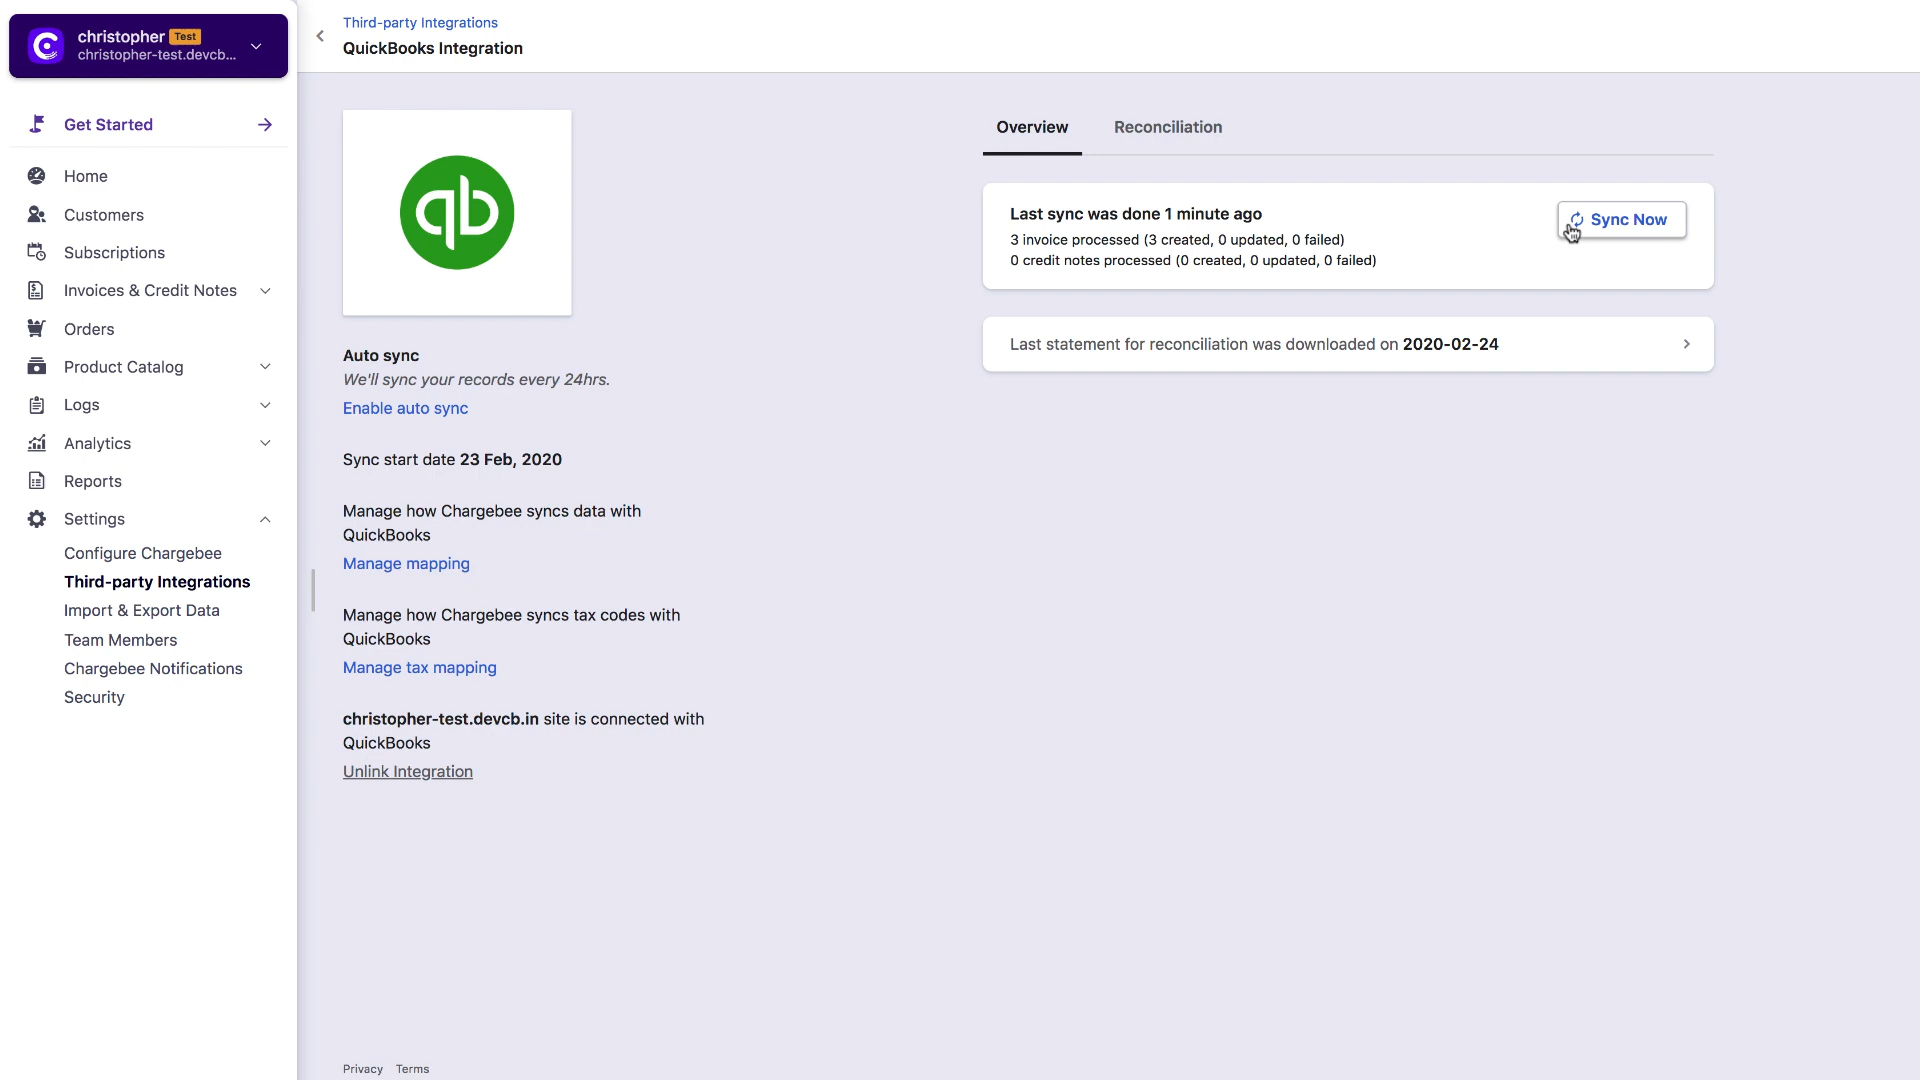 christopher Test
christopher-test.devcb...
Get Started
Home
Customers
Subscriptions
Invoices & Credit Notes
Orders
Product Catalog
Logs
Analytics
Reports
Settings
Configure Chargebee
Third-party Integrations
Import & Export Data
Team Members
Chargebee Notifications
Security
Third-party Integrations
QuickBooks Integration
qb
Auto sync
We'll sync your records every 24hrs.
Enable auto sync
Sync start date 23 Feb, 2020
Manage how Chargebee syncs data with
QuickBooks
Manage mapping
Manage how Chargebee syncs tax codes with
QuickBooks
Manage tax mapping
christopher-test.devcb.in site is connected with
QuickBooks
Unlink Integration
Overview
Reconciliation
Last sync was done 1 minute ago
3 invoice processed (3 created, 0 updated, 0 failed)
0 credit notes processed (0 created, 0 updated, 0 failed)
Sync Now
Last statement for reconciliation was downloaded on 2020-02-24
Privacy Terms